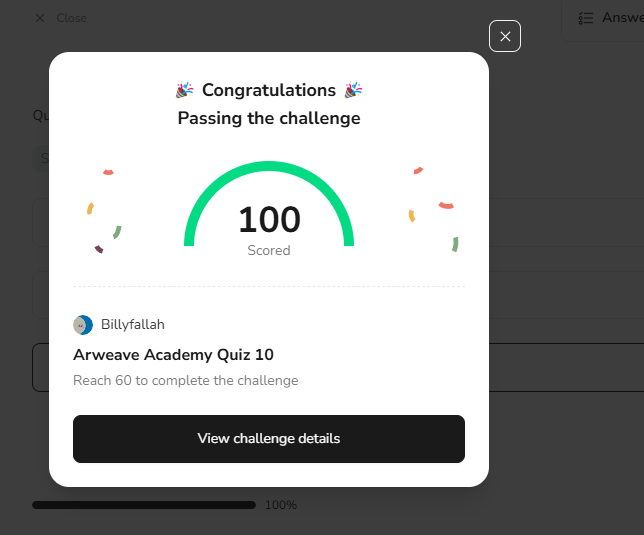 Close
Congratulations
Passing the challenge
100
Scored
Billyfallah
Arweave Academy Quiz 10
Reach 60 to complete the challenge
View challenge details
100%